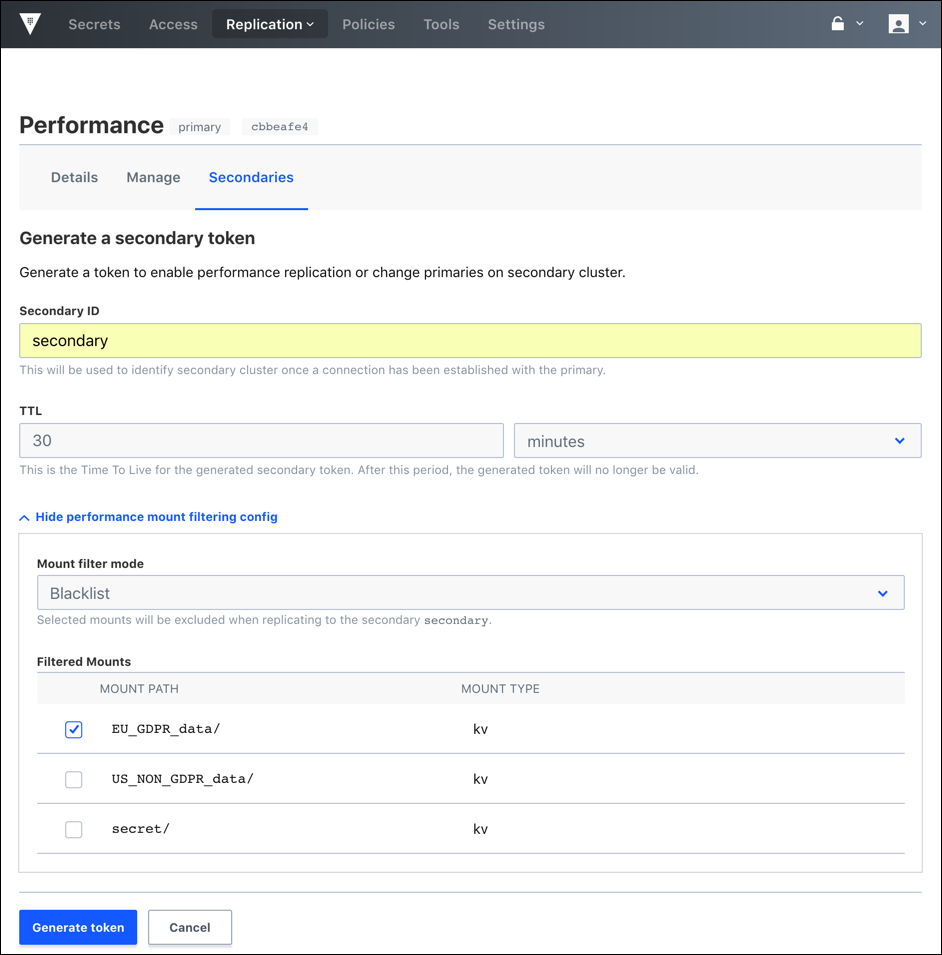 Secrets Access Replication Policies Tools Settings
Performance primary cbbeafe4
Details Manage Secondaries
Generate a secondary token
Generate a token to enable performance replication or change primaries on secondary cluster.
Secondary ID
secondary
This will be used to identify secondary cluster once a connection has been established with the primary.
TTL
30 minutes
This is the Time To Live for the generated secondary token. After this period, the generated token will no longer be valid.
Hide performance mount filtering config
Mount filter mode
Blacklist
Selected mounts will be excluded when replicating to the secondary secondary.
Filtered Mounts
MOUNT PATH MOUNT TYPE
EU_GDPR_data/ kv
US_NON_GDPR_data/ kv
secret/ kv
Generate token Cancel